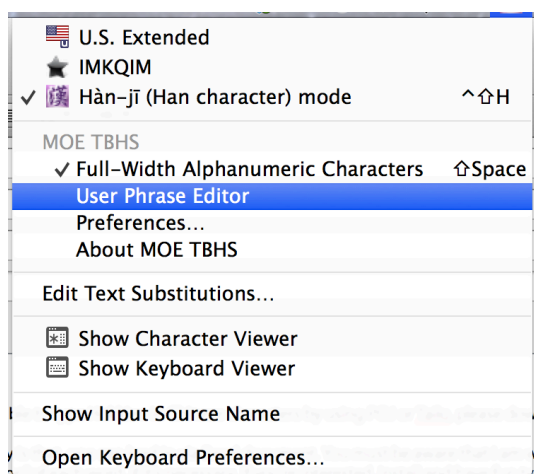 U.S. Extended
IMKQIM
✓ Hàn-jī (Han character) mode ^⇧H
MOE TBHS
✓ Full-Width Alphanumeric Characters ⇧Space
User Phrase Editor
Preferences...
About MOE TBHS
Edit Text Substitutions...
Show Character Viewer
Show Keyboard Viewer
Show Input Source Name
Open Keyboard Preferences...